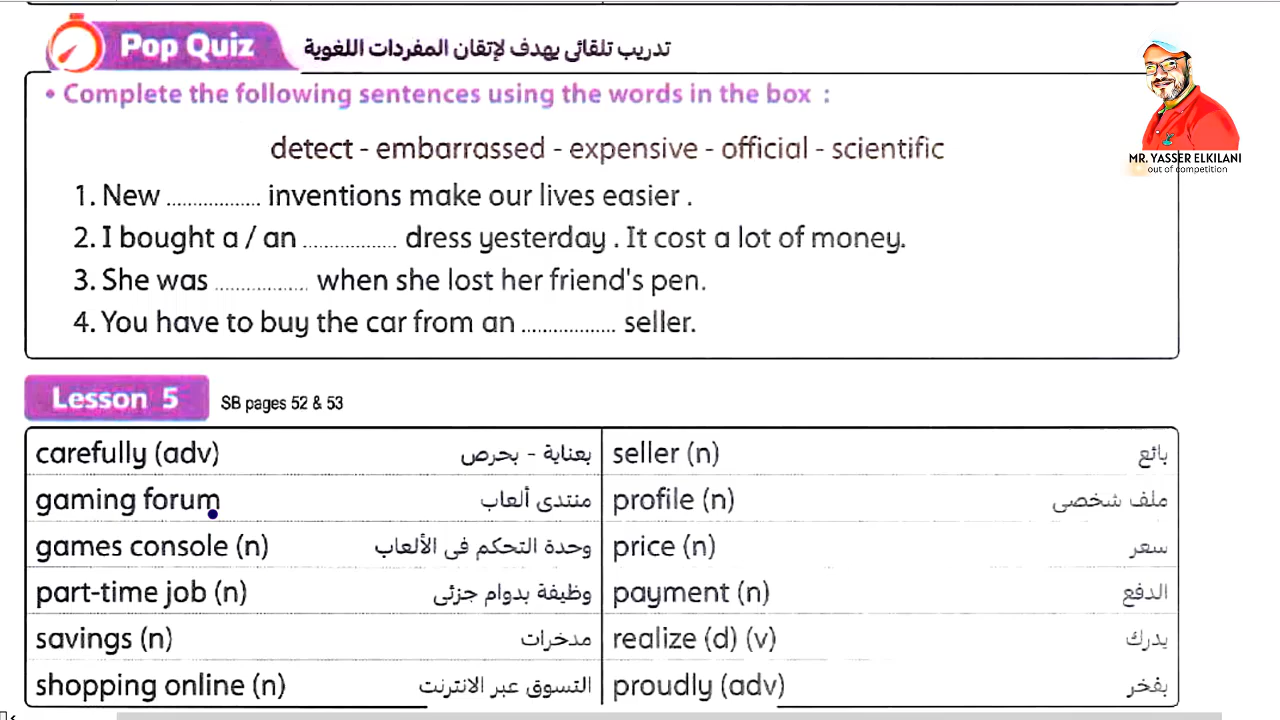 Pop Quiz تدريب تلقائى يهدف لإتقان المفردات اللغوية
• Complete the following sentences using the words in the box :
detect - embarrassed - expensive - official - scientific
1. New .................. inventions make our lives easier .
2. I bought a / an .................. dress yesterday . It cost a lot of money.
3. She was .................. when she lost her friend's pen.
4. You have to buy the car from an .................. seller.
MR. YASSER ELKILANI
out of competition
Lesson 5 SB pages 52 & 53
carefully (adv) بعناية - بحرص seller (n) بائع
gaming forum منتدى ألعاب profile (n) ملف شخصى
games console (n) وحدة التحكم فى الألعاب price (n) سعر
part-time job (n) وظيفة بدوام جزئى payment (n) الدفع
savings (n) مدخرات realize (d) (v) يدرك
shopping online (n) التسوق عبر الانترنت proudly (adv) بفخر